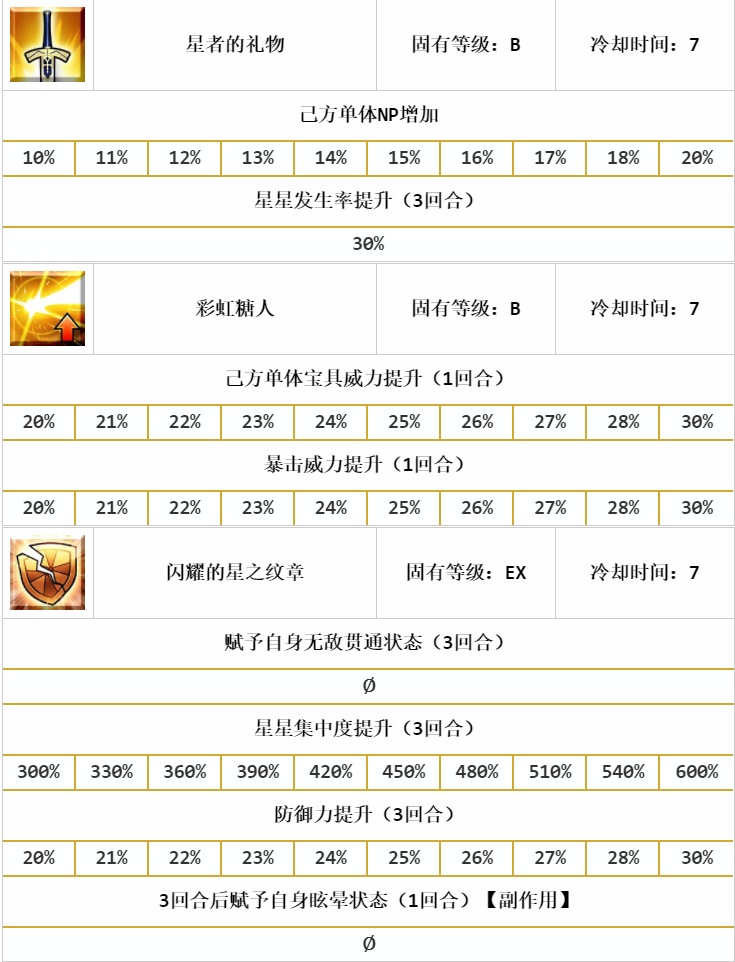 星者的礼物 固有等级：B 冷却时间：7
己方单体NP增加
10% 11% 12% 13% 14% 15% 16% 17% 18% 20%
星星发生率提升（3回合）
30%
彩虹糖人 固有等级：B 冷却时间：7
己方单体宝具威力提升（1回合）
20% 21% 22% 23% 24% 25% 26% 27% 28% 30%
暴击威力提升（1回合）
20% 21% 22% 23% 24% 25% 26% 27% 28% 30%
闪耀的星之纹章 固有等级：EX 冷却时间：7
赋予自身无敌贯通状态（3回合）
Ø
星星集中度提升（3回合）
300% 330% 360% 390% 420% 450% 480% 510% 540% 600%
防御力提升（3回合）
20% 21% 22% 23% 24% 25% 26% 27% 28% 30%
3回合后赋予自身眩晕状态（1回合）【副作用】
Ø